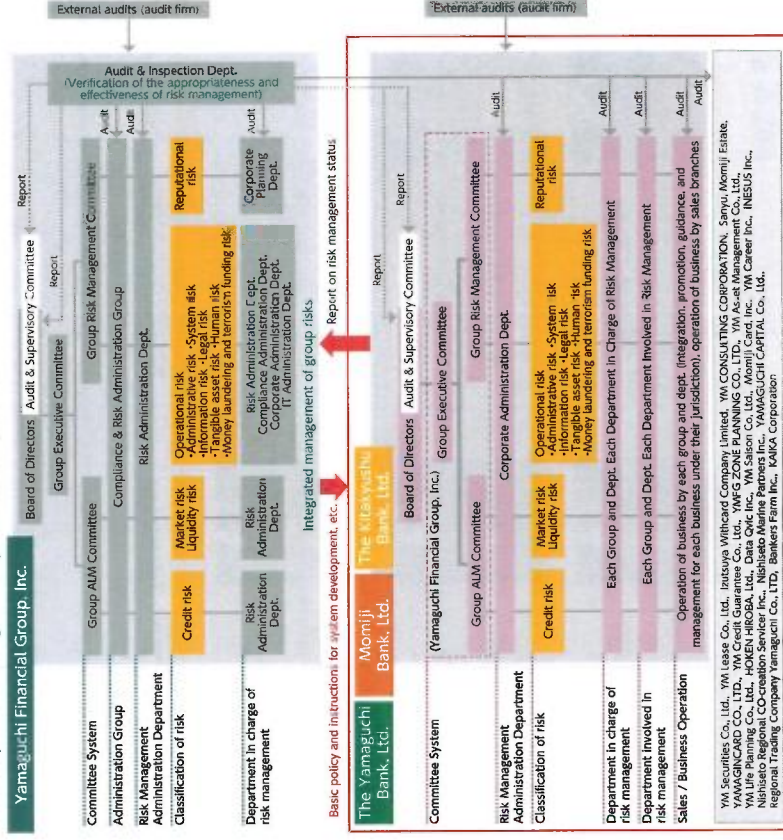 Yamaguchi Financial Group, Inc.
External audits (audit firm)
Audit & Inspection Dept.
(Verification of the appropriateness and
effectiveness of risk management)
Board of Directors
Audit & Supervisory Committee
Report
Group Executive Committee
Report
Committee System
Group ALM Committee
Group Risk Management Committee
Administration Group
Compliance & Risk Administration Group
Audit
Risk Management
Administration Department
Risk Administration Dept.
Audit
Classification of risk
Credit risk
Market risk
Liquidity risk
Operational risk
・Administrative risk ・System risk
・Information risk ・Legal risk
・Tangible asset risk ・Human risk
・Money laundering and terrorism funding risk
Reputational
risk
Department in charge of
risk management
Risk
Administration
Dept.
Risk
Administration
Dept.
Risk Administration Dept.
Compliance Administration Dept.
Corporate Administration Dept.
IT Administration Dept.
Corporate
Planning
Dept.
Audit
Integrated management of group risks
Basic policy and instructions for system development, etc.
Report on risk management status
The Yamaguchi
Bank, Ltd.
Momiji
Bank, Ltd.
The Kitakyushu
Bank, Ltd.
External audits (audit firm)
Board of Directors
Audit & Supervisory Committee
Report
Report
Committee System
(Yamaguchi Financial Group, Inc.)
Group Executive Committee
Group ALM Committee
Group Risk Management Committee
Risk Management
Administration Department
Corporate Administration Dept.
Audit
Classification of risk
Credit risk
Market risk
Liquidity risk
Operational risk
・Administrative risk ・System risk
・Information risk ・Legal risk
・Tangible asset risk ・Human risk
・Money laundering and terrorism funding risk
Reputational
risk
Department in charge of
risk management
Each Group and Dept. Each Department in Charge of Risk Management
Audit
Department Involved in
risk management
Each Group and Dept. Each Department Involved in Risk Management
Audit
Sales / Business Operation
Operation of business by each group and dept. (integration, promotion, guidance, and
management for each business under their jurisdiction), operation of business by sales branches
Audit
Audit
YM Securities Co., Ltd., YM Lease Co., Ltd., Izutsuya Withcard Company Limited, YM CONSULTING CORPORATION, Sanyu, Momiji Estate,
YAMAGINCARD CO., LTD., YM Credit Guarantee Co., Ltd., YMFG ZONE PLANNING CO., LTD., YM Asset Management Co., Ltd.,
YM Life Planning Co., Ltd., HOKEN HIROBA, Ltd., Data Qvic Inc., YM Saison Co., Ltd., Momiji Card, Inc. YM Career Inc., INESUS Inc.,
Nishiseto Regional CO-creation Servicer Inc., Nishiseto Marine Partners Inc., YAMAGUCHI CAPITAL Co., Ltd.,
Regional Trading Company Yamaguchi Co., LTD, Bankers Farm Inc., KAIKA Corporation